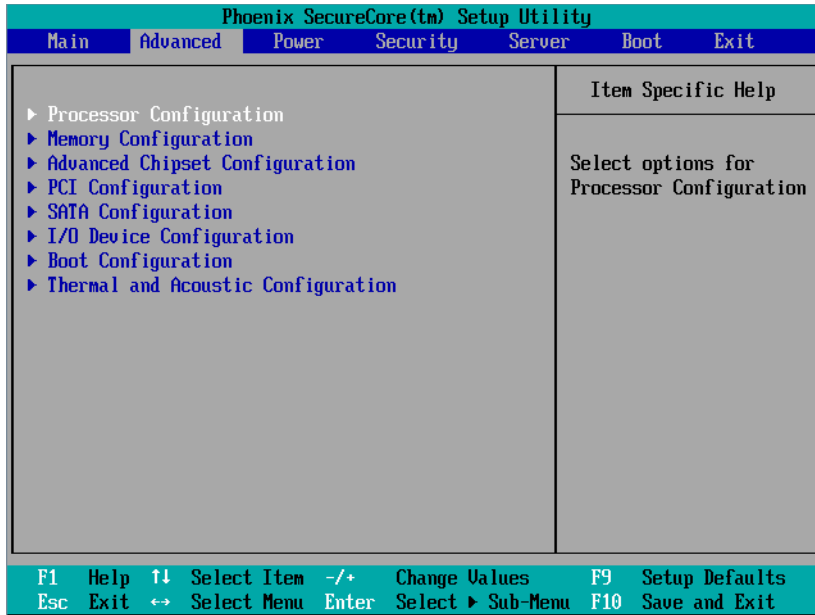 Phoenix SecureCore(tm) Setup Utility
Main Advanced Power Security Server Boot Exit
Item Specific Help
▶ Processor Configuration
▶ Memory Configuration
▶ Advanced Chipset Configuration
▶ PCI Configuration
▶ SATA Configuration
▶ I/O Device Configuration
▶ Boot Configuration
▶ Thermal and Acoustic Configuration
Select options for
Processor Configuration
F1 Help ↑↓ Select Item -/+ Change Values F9 Setup Defaults
Esc Exit ↔ Select Menu Enter Select ▶ Sub-Menu F10 Save and Exit